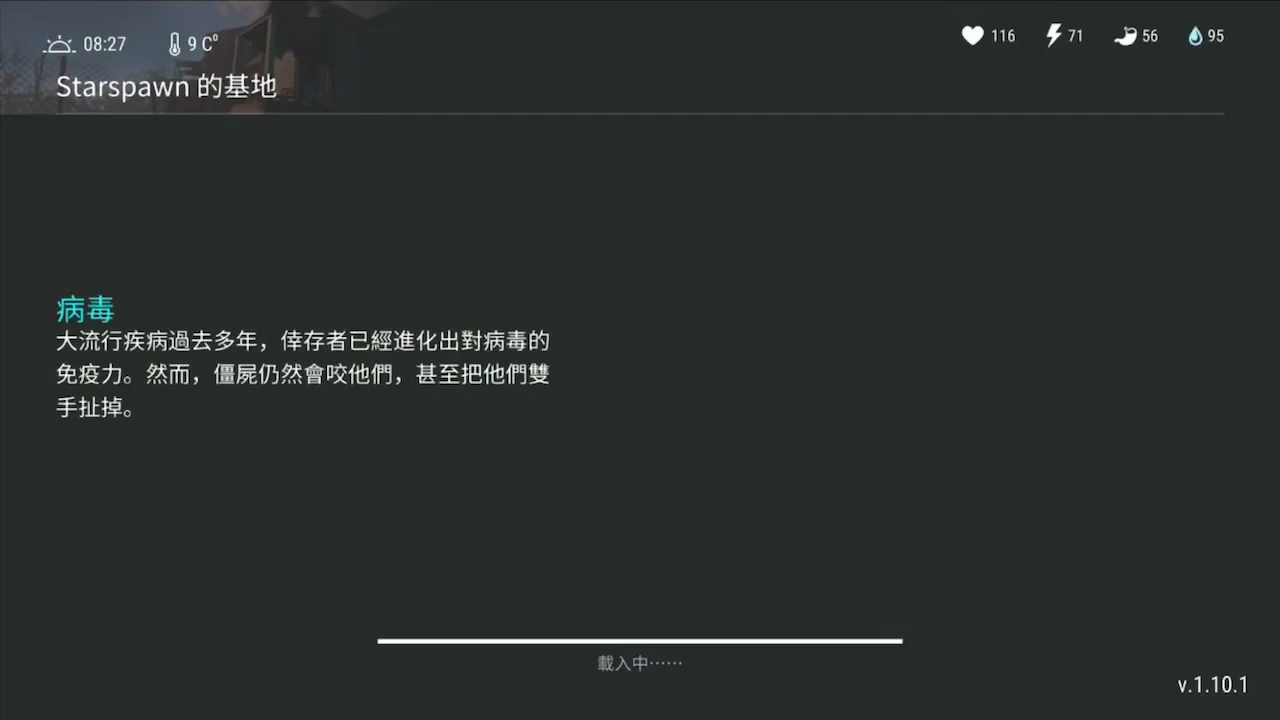 08:27
9 C°
116
71
56
95
Starspawn 的基地
病毒
大流行疾病過去多年，倖存者已經進化出對病毒的
免疫力。然而，僵屍仍然會咬他們，甚至把他們雙
手扯掉。
載入中⋯⋯
v.1.10.1